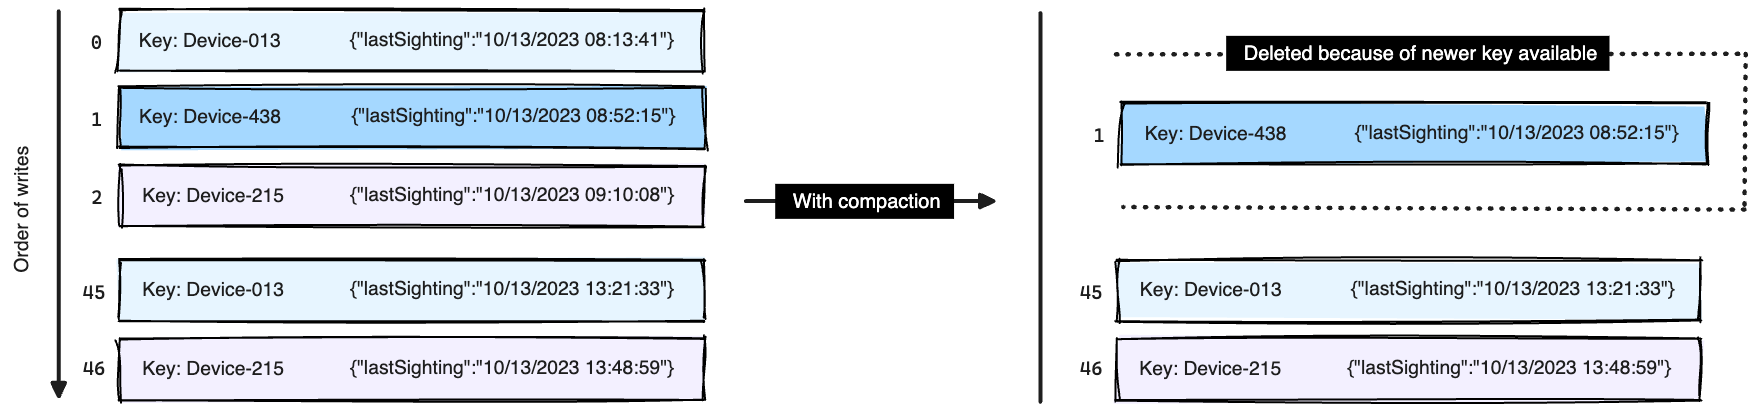 Order of writes
0 Key: Device-013 {"lastSighting":"10/13/2023 08:13:41"}
1 Key: Device-438 {"lastSighting":"10/13/2023 08:52:15"}
2 Key: Device-215 {"lastSighting":"10/13/2023 09:10:08"}
45 Key: Device-013 {"lastSighting":"10/13/2023 13:21:33"}
46 Key: Device-215 {"lastSighting":"10/13/2023 13:48:59"}
With compaction
Deleted because of newer key available
1 Key: Device-438 {"lastSighting":"10/13/2023 08:52:15"}
45 Key: Device-013 {"lastSighting":"10/13/2023 13:21:33"}
46 Key: Device-215 {"lastSighting":"10/13/2023 13:48:59"}